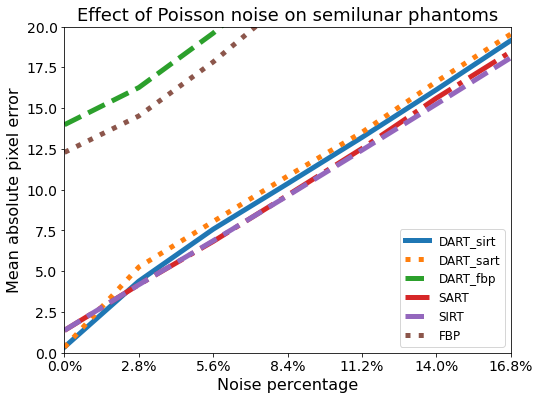 Effect of Poisson noise on semilunar phantoms
Mean absolute pixel error
20.0
17.5
15.0
12.5
10.0
7.5
5.0
2.5
0.0
DART_sirt
DART_sart
DART_fbp
SART
SIRT
FBP
0.0% 2.8% 5.6% 8.4% 11.2% 14.0% 16.8%
Noise percentage